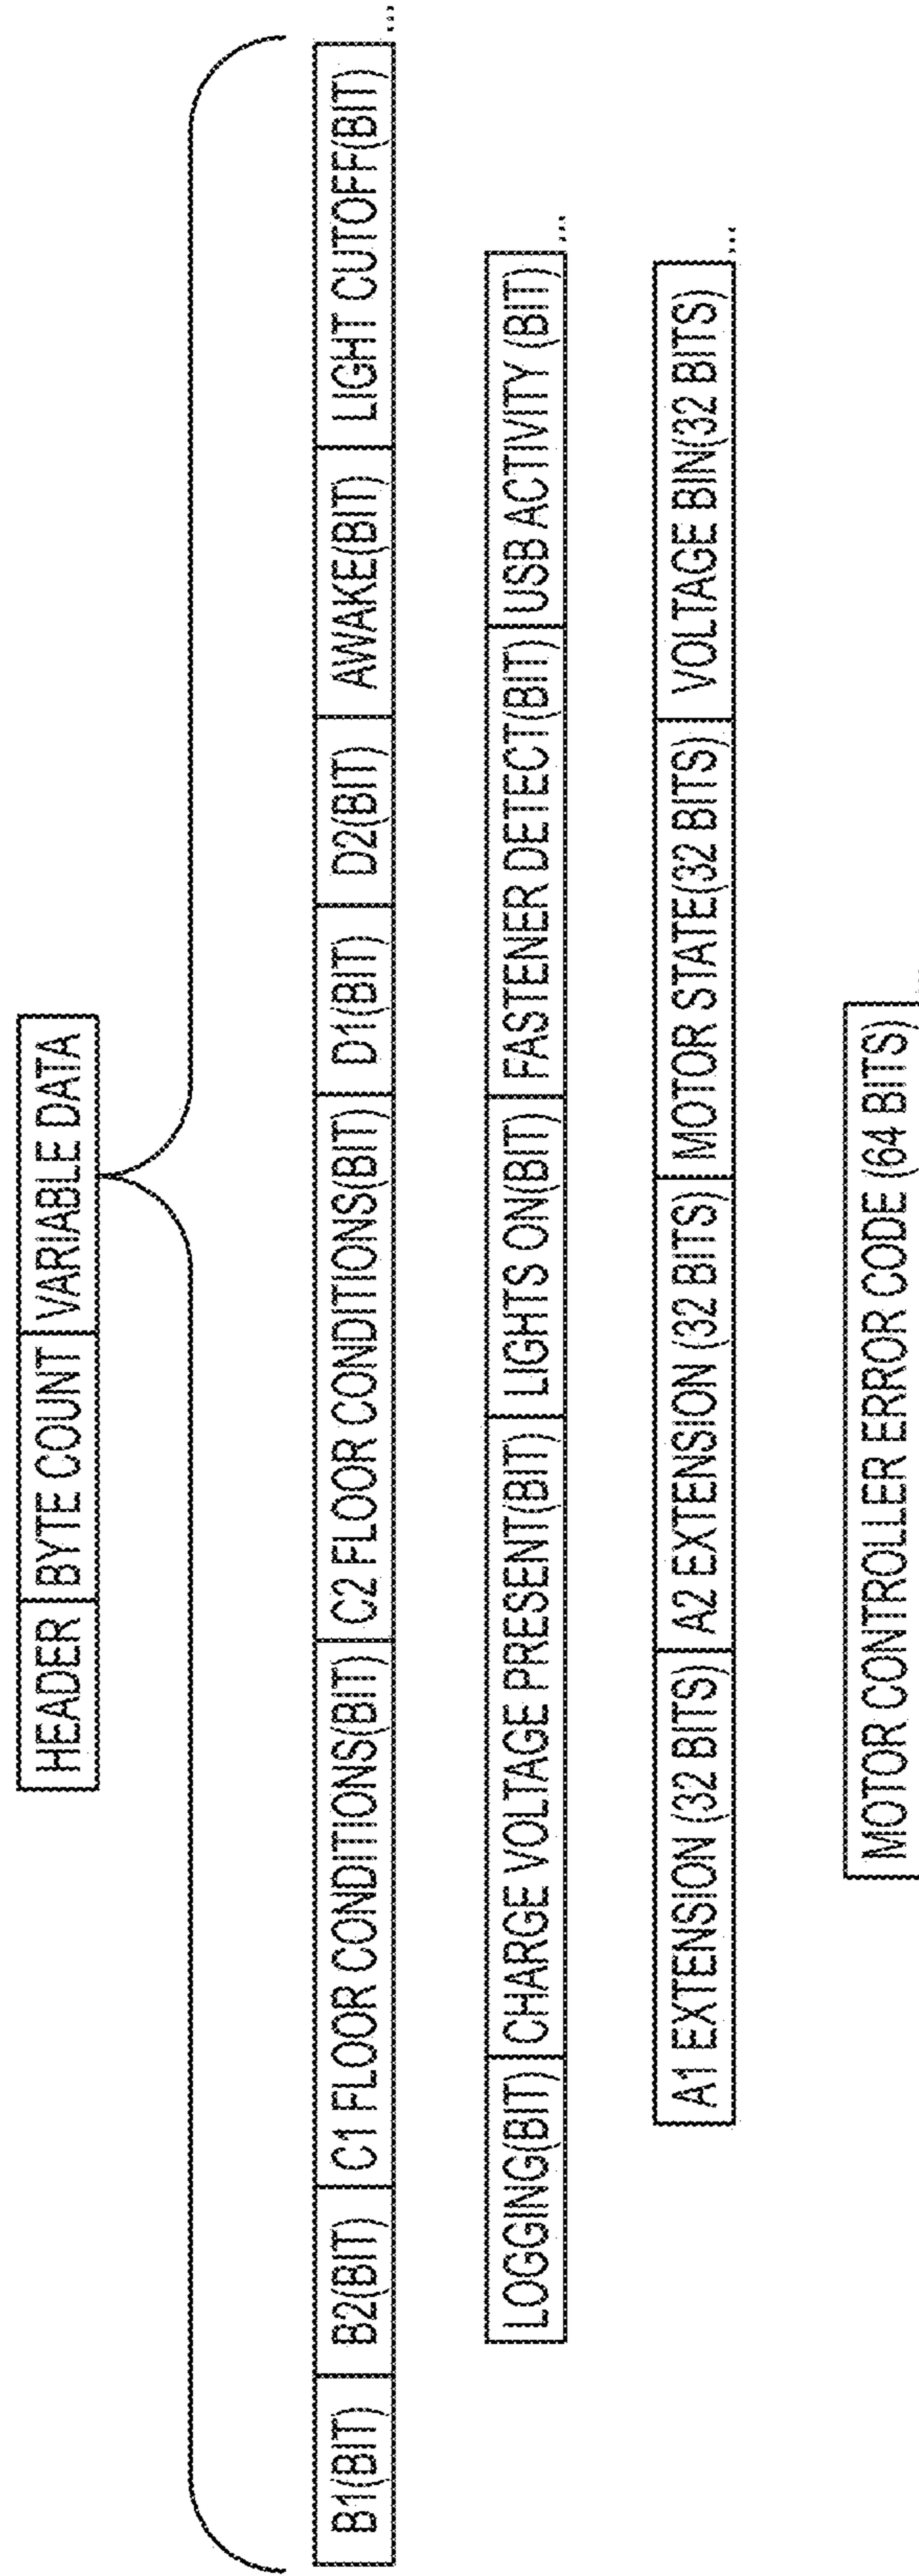 HEADER BYTE COUNT VARIABLE DATA
B1(BIT) B2(BIT) C1 FLOOR CONDITIONS(BIT) C2 FLOOR CONDITIONS(BIT) D1(BIT) D2(BIT) AWAKE(BIT) LIGHT CUTOFF(BIT) ...
LOGGING(BIT) CHARGE VOLTAGE PRESENT(BIT) LIGHTS ON(BIT) FASTENER DETECT(BIT) USB ACTIVITY (BIT) ...
A1 EXTENSION (32 BITS) A2 EXTENSION (32 BITS) MOTOR STATE(32 BITS) VOLTAGE BIN(32 BITS) ...
MOTOR CONTROLLER ERROR CODE (64 BITS) ...